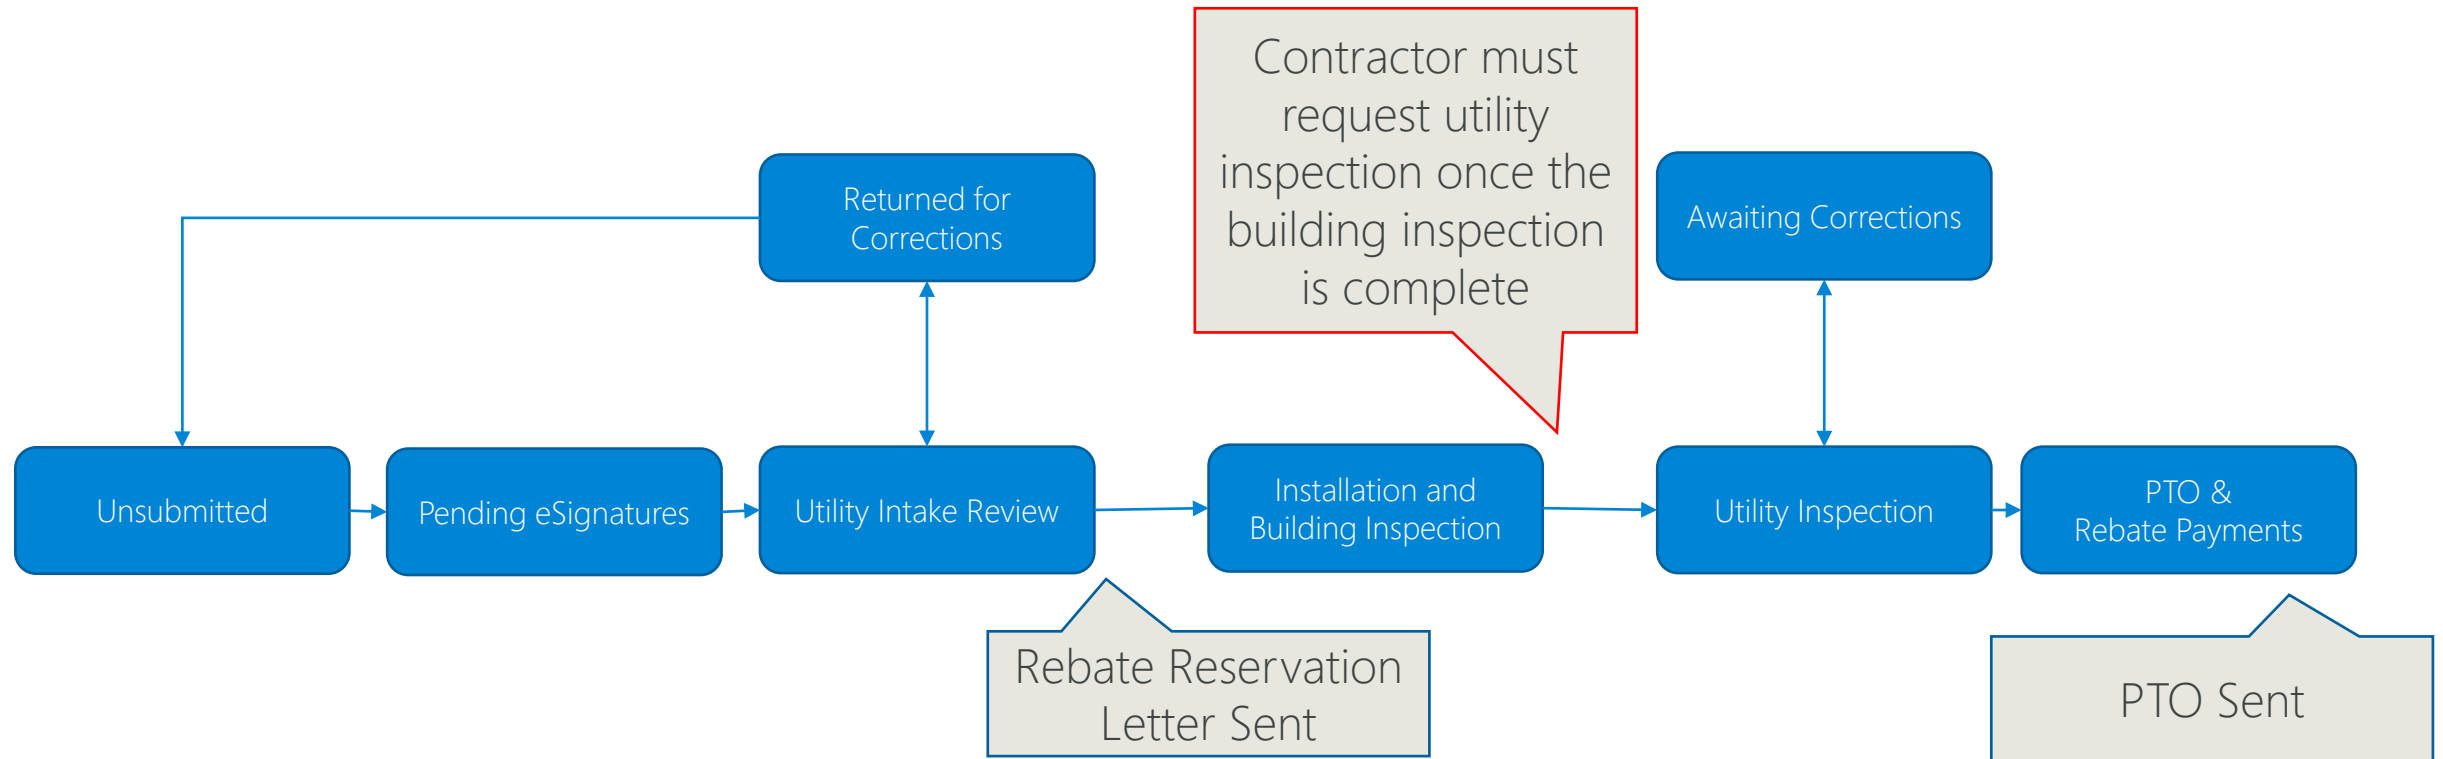 Contractor must
request utility
inspection once the
building inspection
is complete
Returned for
Corrections
Awaiting Corrections
Unsubmitted
Pending eSignatures
Utility Intake Review
Installation and
Building Inspection
Utility Inspection
PTO &
Rebate Payments
Rebate Reservation
Letter Sent
PTO Sent